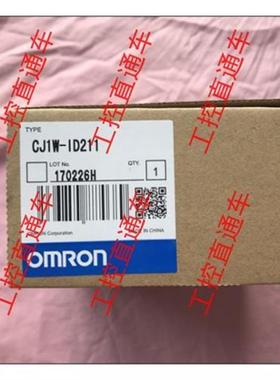 TYPE
CJ1W-ID211
LOT No.
170226H
QTY.
1
OMRON
Corporation
IN CHINA
工控直通车
工控直通车
工控直通车
工控直通车
工控直通车
工控直通车